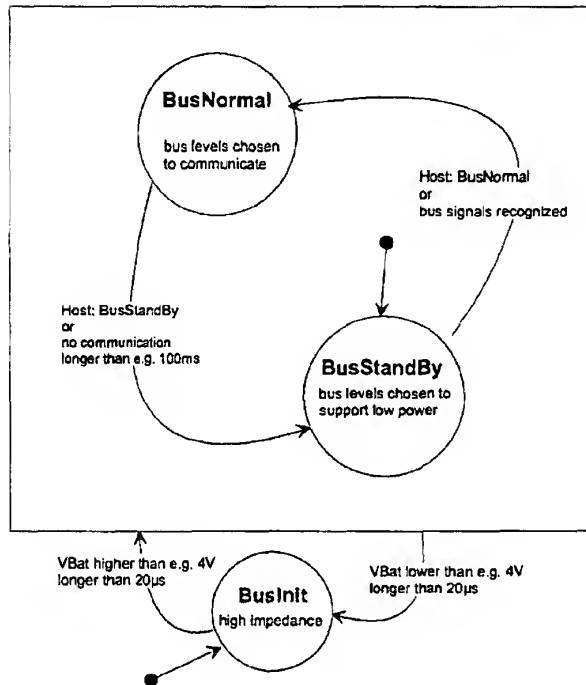 BusNormal
bus levels chosen
to communicate
Host: BusNormal
or
bus signals recognized
Host: BusStandBy
or
no communication
longer than e.g. 100ms
BusStandBy
bus levels chosen to
support low power
VBat higher than e.g. 4V
longer than 20µs
VBat lower than e.g. 4V
longer than 20µs
BusInit
high impedance